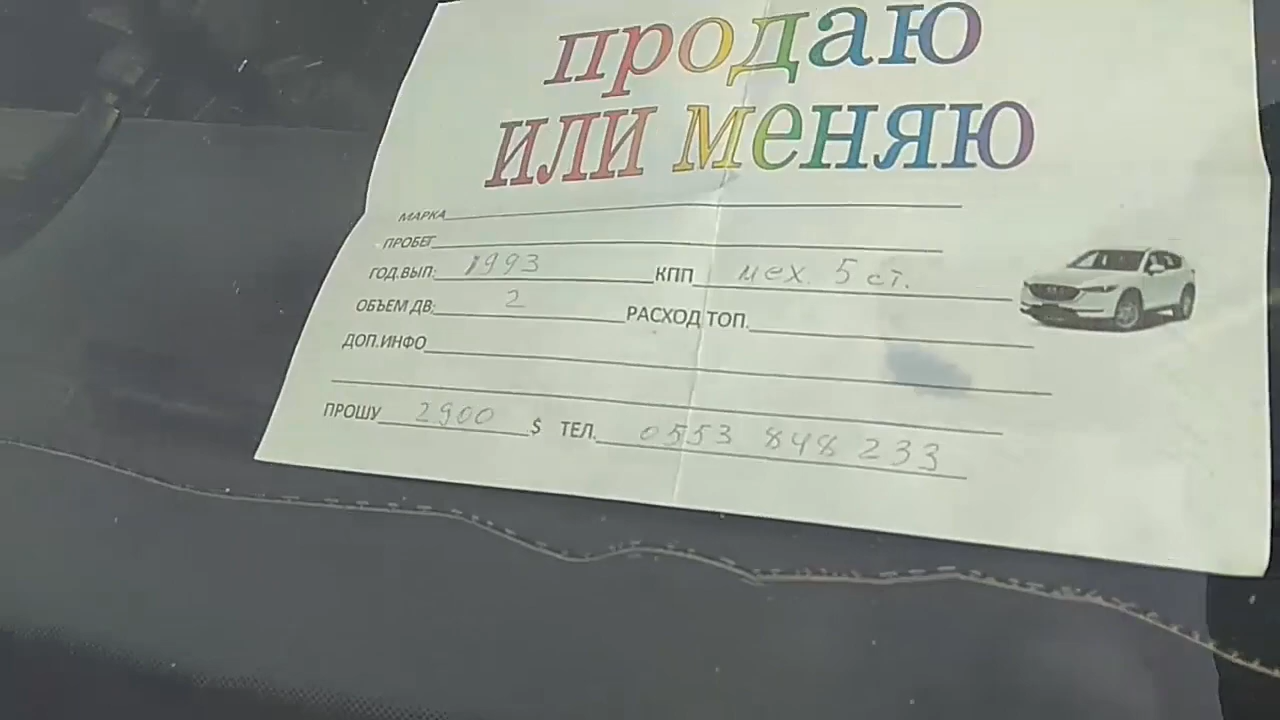 продаю
или меняю
МАРКА
ПРОБЕГ
ГОД.ВЫП: 1993 КПП мех. 5 ст.
ОБЪЕМ ДВ: 2 РАСХОД ТОП.
ДОП.ИНФО
ПРОШУ 2900 $ ТЕЛ. 0553 848 233